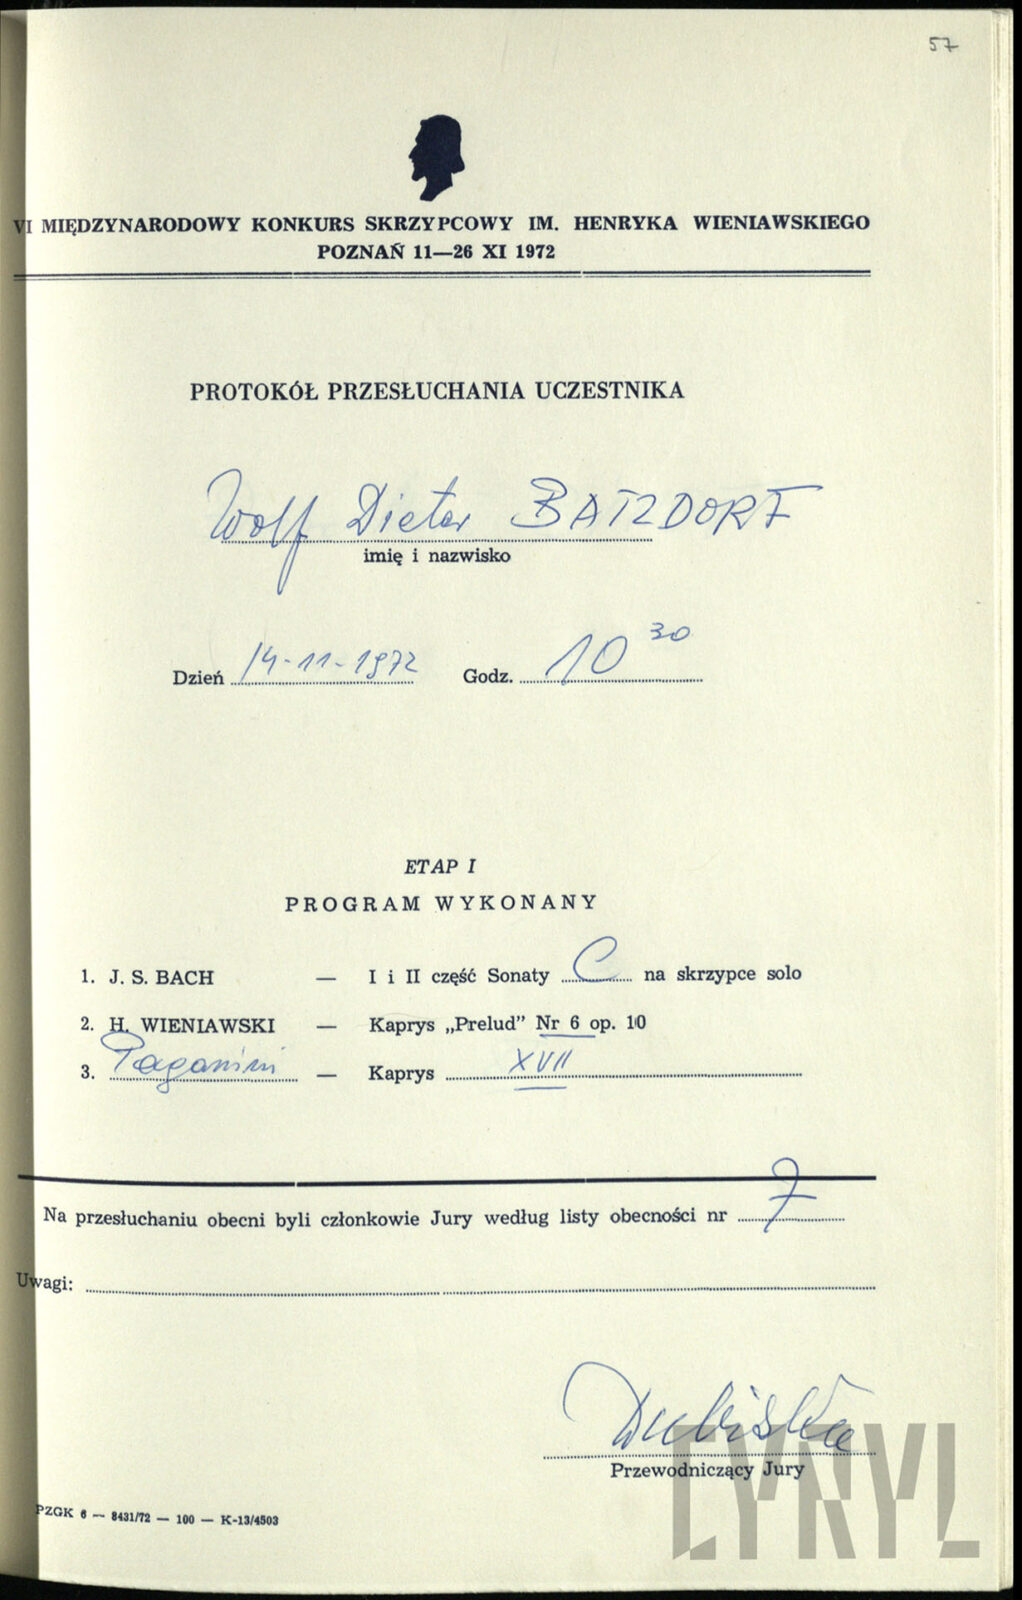 57
VI MIĘDZYNARODOWY KONKURS SKRZYPCOWY IM. HENRYKA WIENIAWSKIEGO
POZNAŃ 11—26 XI 1972
PROTOKÓŁ PRZESŁUCHANIA UCZESTNIKA
Wolf Dieter BATZDORF
imię i nazwisko
Dzień 14-11-1972 Godz. 10 30
ETAP I
PROGRAM WYKONANY
1. J. S. BACH — I i II część Sonaty C na skrzypce solo
2. H. WIENIAWSKI — Kaprys „Prelud" Nr 6 op. 10
3. Paganini — Kaprys XVII
Na przesłuchaniu obecni byli członkowie Jury według listy obecności nr 7
Uwagi:
Dubiska
Przewodniczący Jury
PZGK 6 — 8431/72 — 100 — K-13/4503
CYRYL